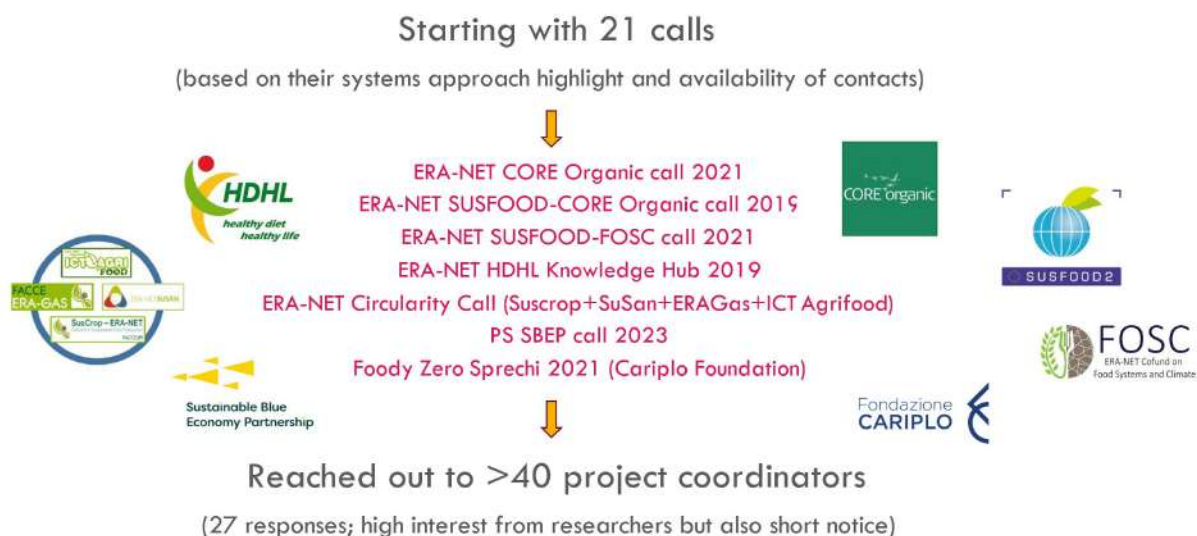 Starting with 21 calls
(based on their systems approach highlight and availability of contacts)
HDHL
healthy diet
healthy life
ERA-NET CORE Organic call 2021
ERA-NET SUSFOOD-CORE Organic call 2019
ERA-NET SUSFOOD-FOSC call 2021
ERA-NET HDHL Knowledge Hub 2019
ERA-NET Circularity Call (Suscrop+SuSan+ERAGas+ICT Agrifood)
PS SBEP call 2023
Foody Zero Sprechi 2021 (Cariplo Foundation)
CORE organic
SUSFOOD2
ICT AGRI
FOOD
FACCE
ERA-GAS
ERA-NET SUSAN
SusCrop - ERA-NET
FOSC
ERA-NET Cofund on
Food Systems and Climate
Sustainable Blue
Economy Partnership
Fondazione
CARIPLO
Reached out to >40 project coordinators
(27 responses; high interest from researchers but also short notice)